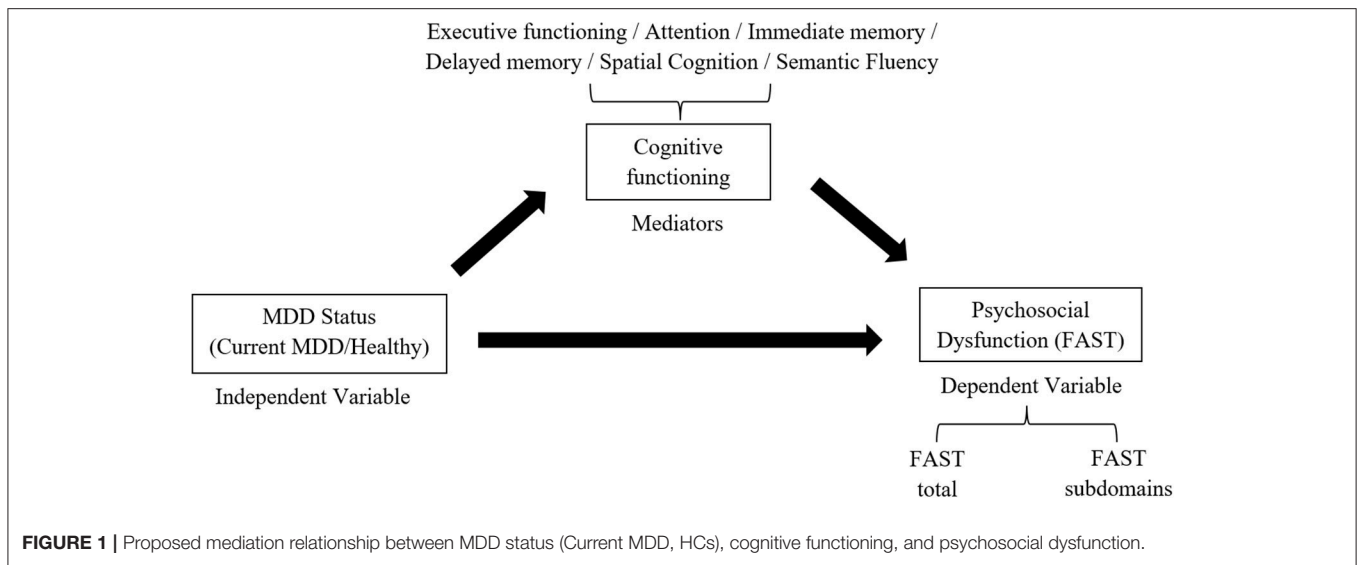 Executive functioning / Attention / Immediate memory /
Delayed memory / Spatial Cognition / Semantic Fluency
Cognitive
functioning
Mediators
MDD Status
(Current MDD/Healthy)
Independent Variable
Psychosocial
Dysfunction (FAST)
Dependent Variable
FAST
total
FAST
subdomains
FIGURE 1 | Proposed mediation relationship between MDD status (Current MDD, HCs), cognitive functioning, and psychosocial dysfunction.